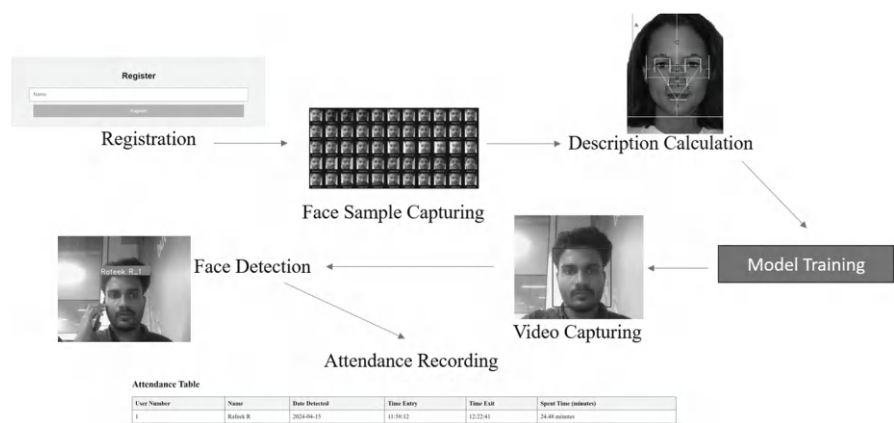 Register
Name
Register
Registration
Face Sample Capturing
A
Description Calculation
Model Training
Video Capturing
Rafeek R_1
Face Detection
Attendance Recording
Attendance Table
User Number Name Date Detected Time Entry Time Exit Spent Time (minutes)
1 Rafeek R 2024-04-15 11:58:12 12:22:41 24.48 minutes